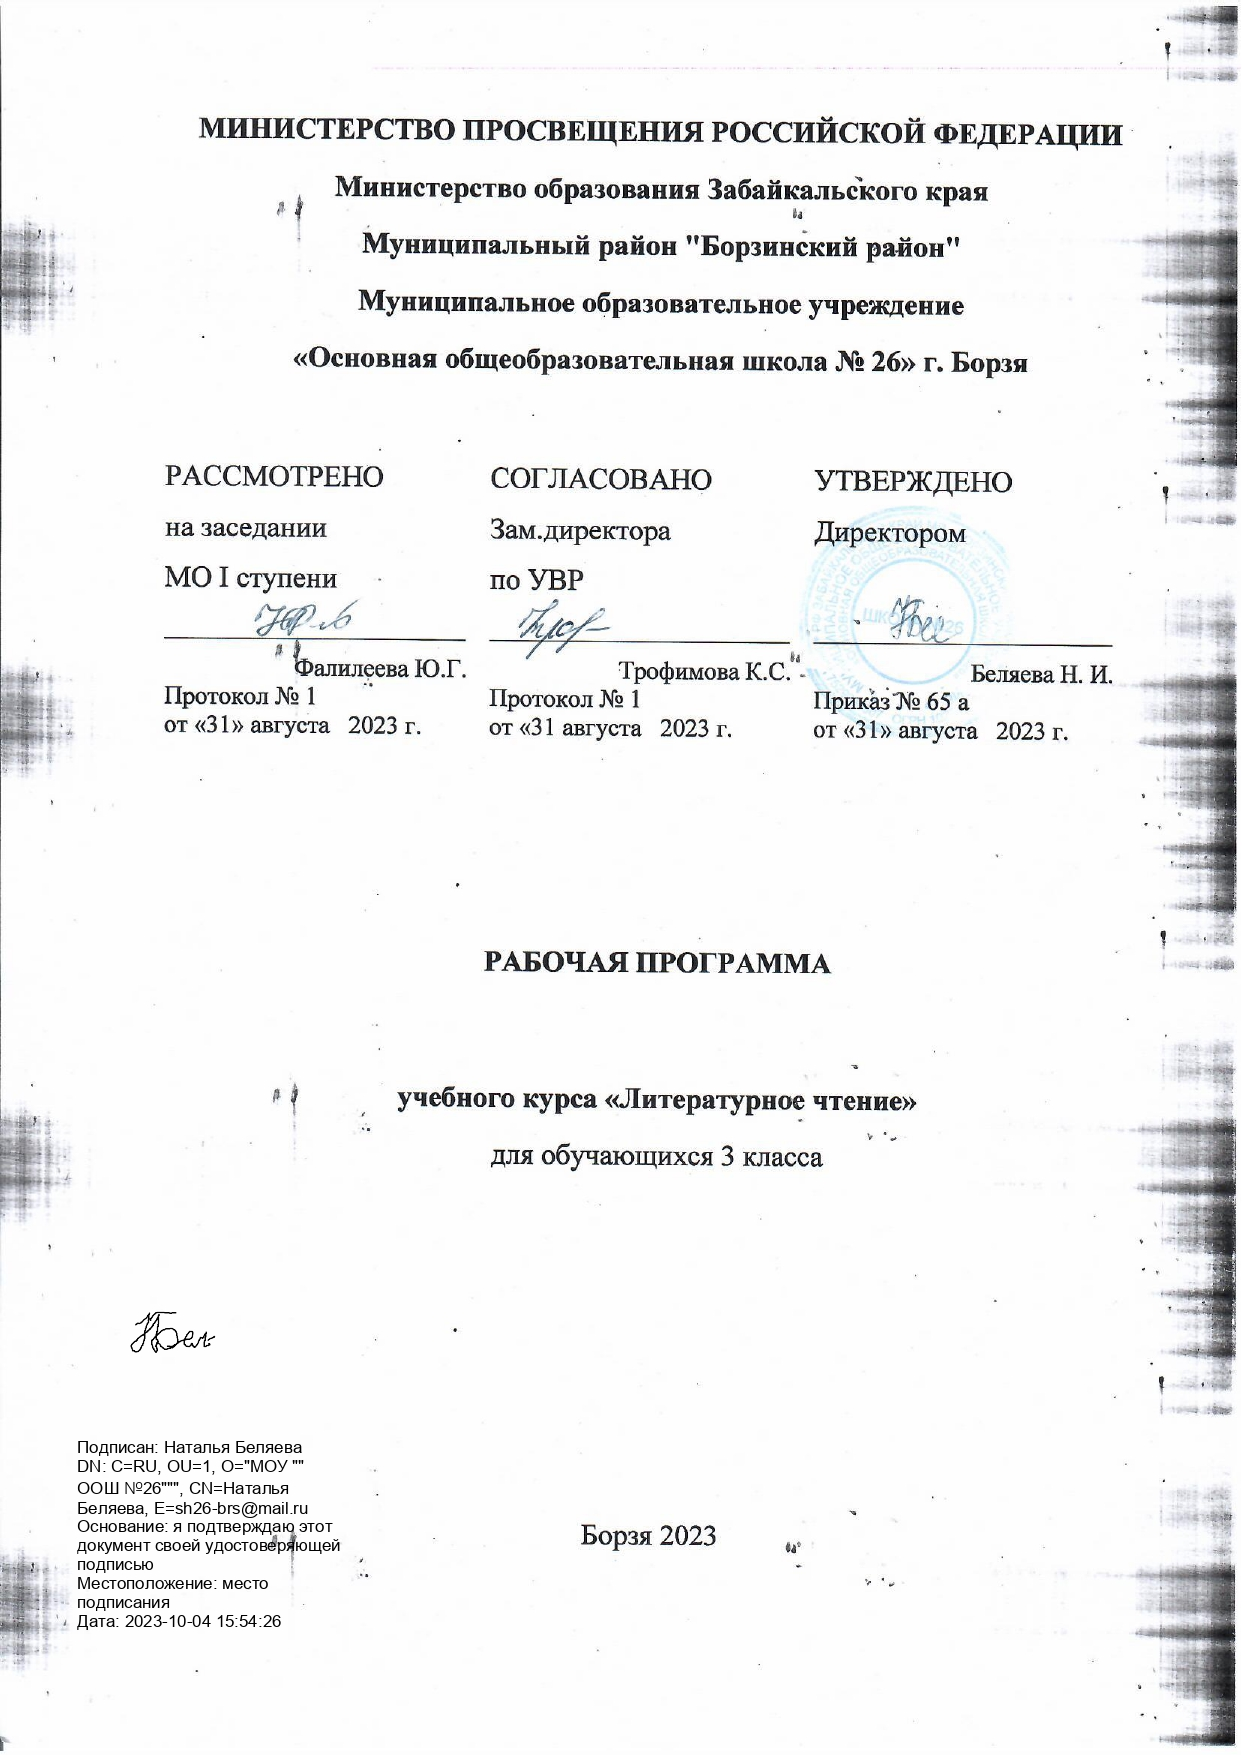 МИНИСТЕРСТВО ПРОСВЕЩЕНИЯ РОССИЙСКОЙ ФЕДЕРАЦИИ
Министерство образования Забайкальского края
Муниципальный район "Борзинский район"
Муниципальное образовательное учреждение
«Основная общеобразовательная школа № 26» г. Борзя
РАССМОТРЕНО
на заседании
МО I ступени
Фалилеева Ю.Г.
Протокол № 1
от «31» августа 2023 г.
СОГЛАСОВАНО
Зам.директора
по УВР
Трофимова К.С.
Протокол № 1
от «31 августа 2023 г.
УТВЕРЖДЕНО
Директором
Беляева Н. И.
Приказ № 65 а
от «31» августа 2023 г.
РАБОЧАЯ ПРОГРАММА
учебного курса «Литературное чтение»
для обучающихся 3 класса
Подписан: Наталья Беляева
DN: C=RU, OU=1, O="МОУ ""
ООШ №26""", CN=Наталья
Беляева, E=sh26-brs@mail.ru
Основание: я подтверждаю этот
документ своей удостоверяющей
подписью
Местоположение: место
подписания
Дата: 2023-10-04 15:54:26
Борзя 2023